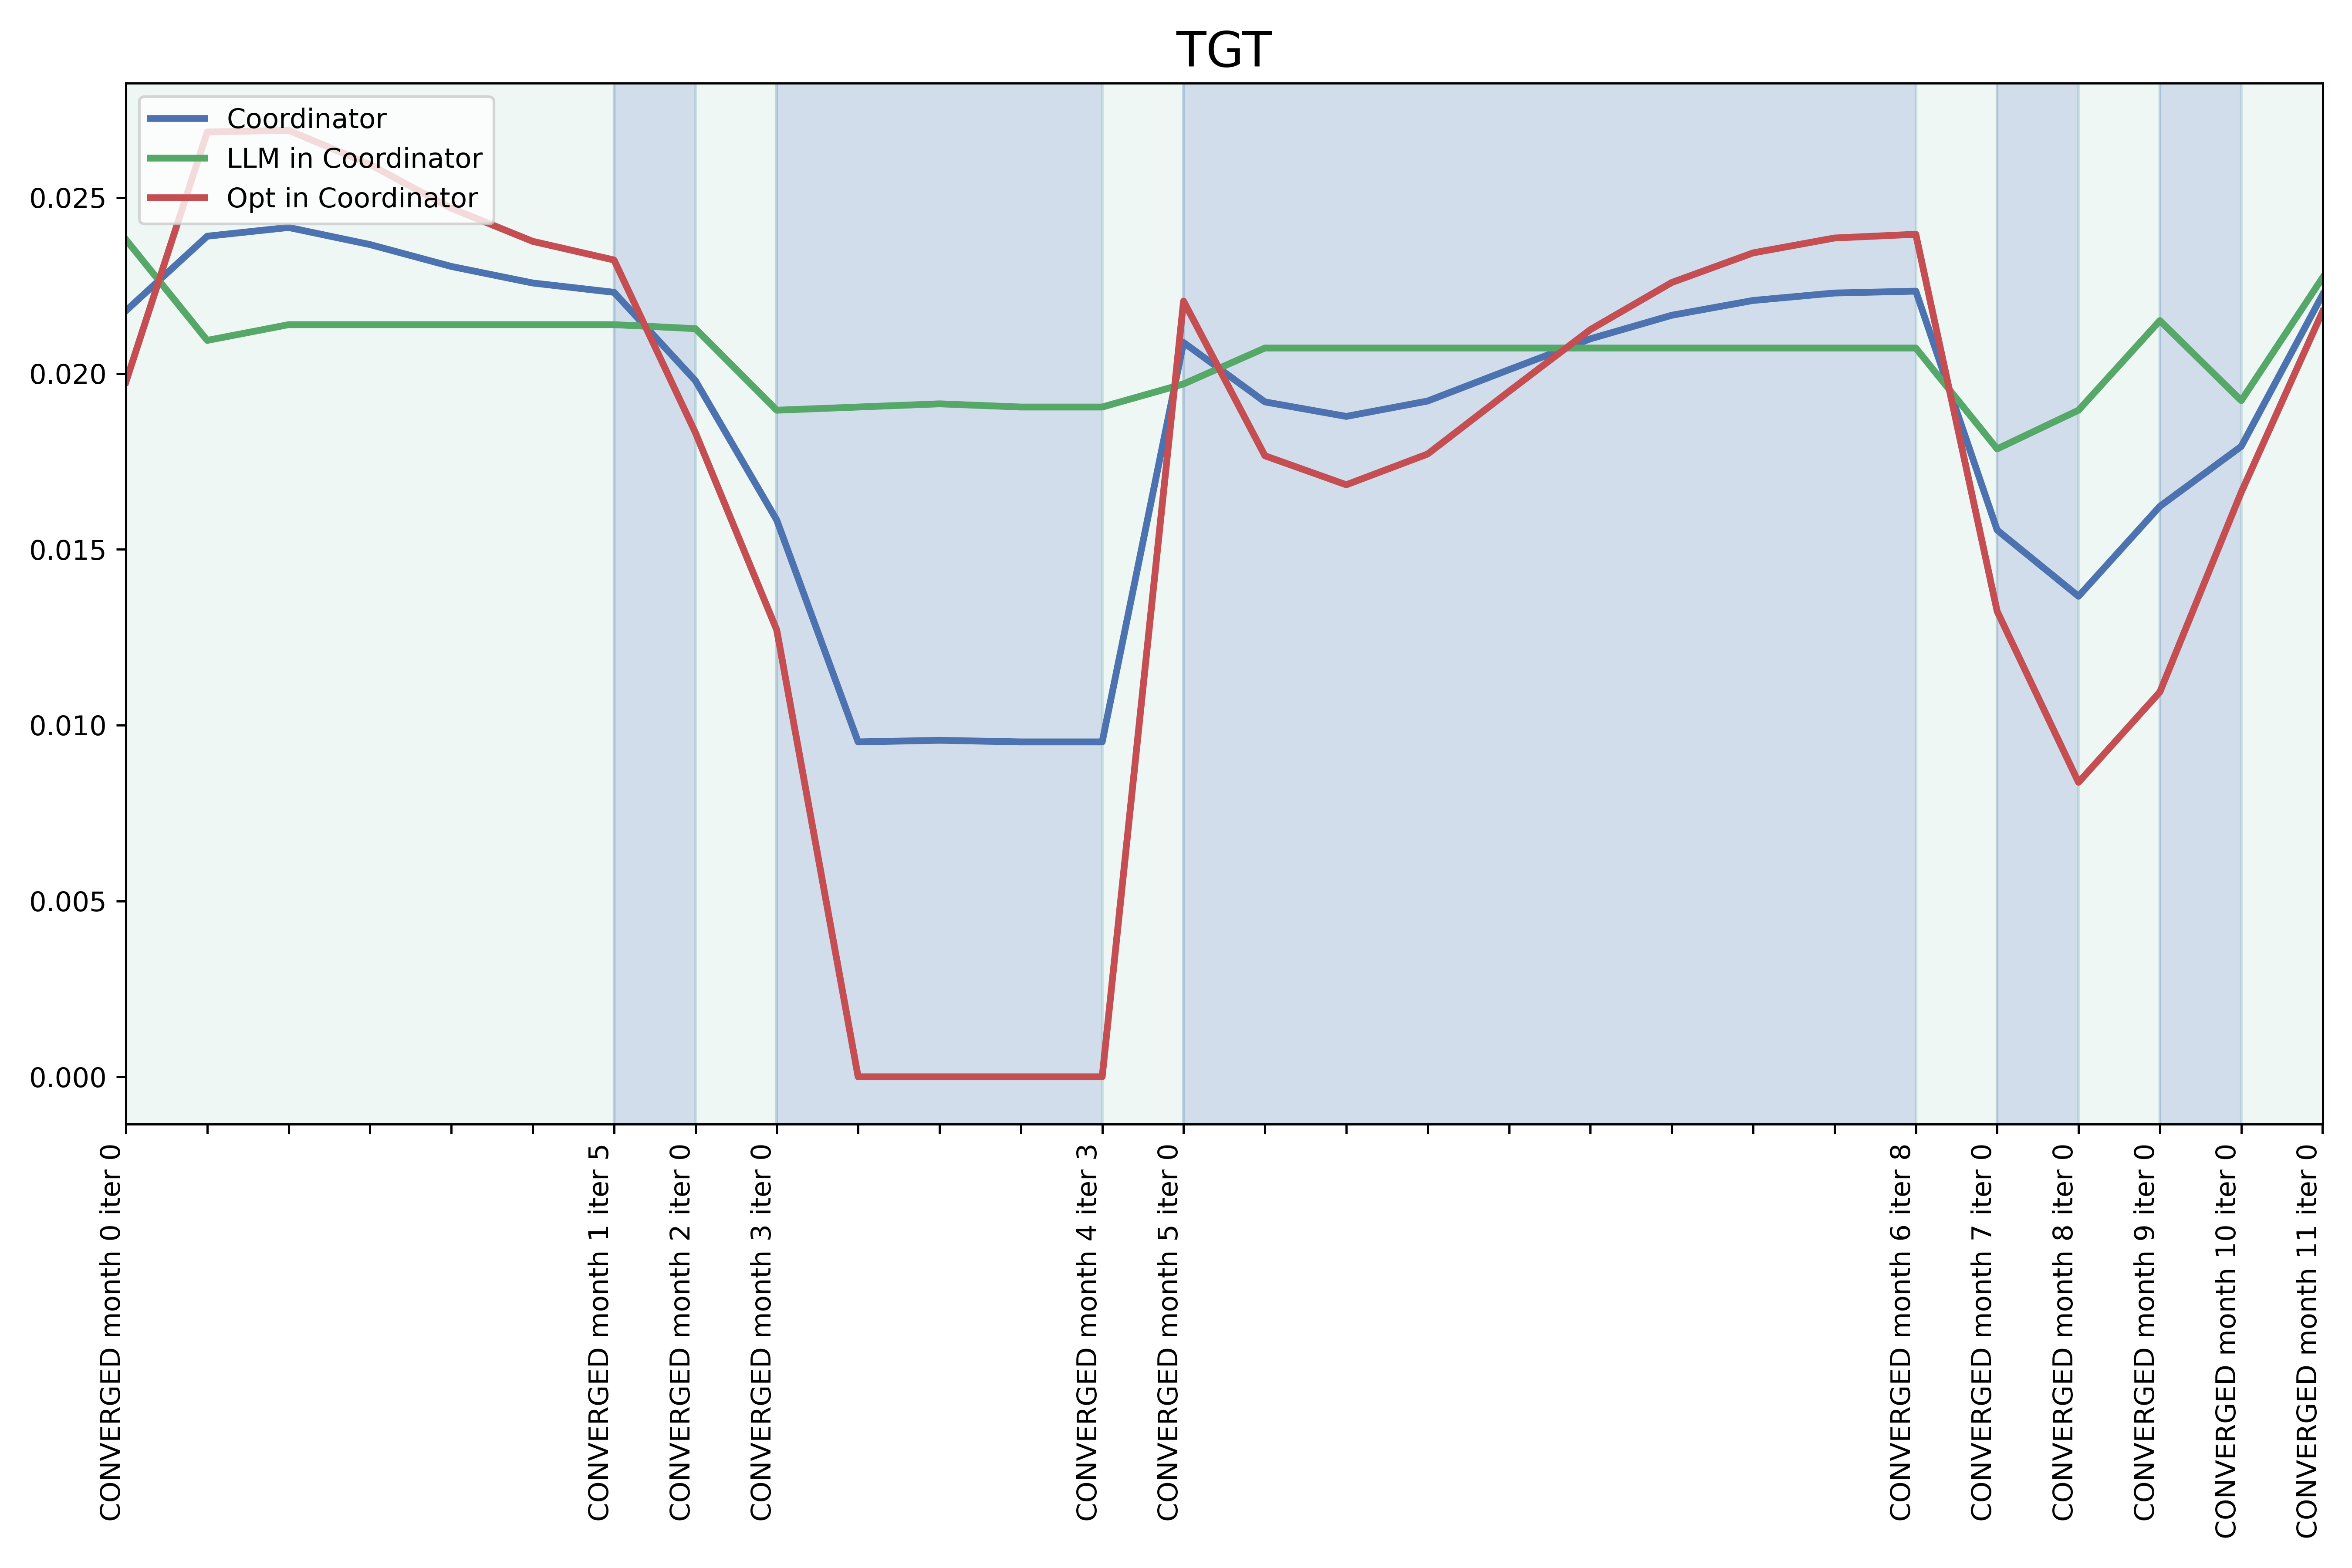 TGT
Coordinator
LLM in Coordinator
Opt in Coordinator
0.025
0.020
0.015
0.010
0.005
0.000
CONVERGED month 0 iter 0
CONVERGED month 1 iter 5
CONVERGED month 2 iter 0
CONVERGED month 3 iter 0
CONVERGED month 4 iter 3
CONVERGED month 5 iter 0
CONVERGED month 6 iter 8
CONVERGED month 7 iter 0
CONVERGED month 8 iter 0
CONVERGED month 9 iter 0
CONVERGED month 10 iter 0
CONVERGED month 11 iter 0